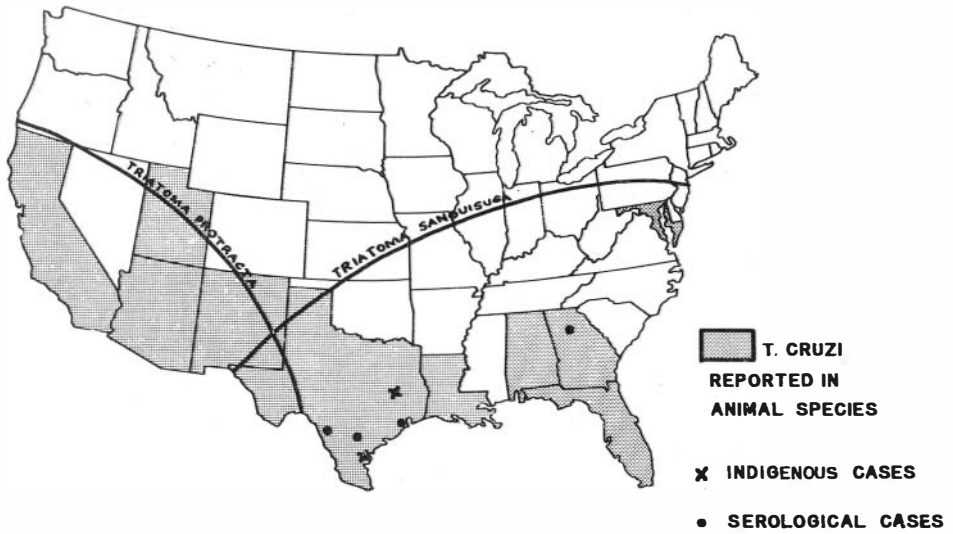 TRIATOMA PROTRACTA
TRIATOMA SANGUISUGA
T. CRUZI
REPORTED IN
ANIMAL SPECIES
INDIGENOUS CASES
SEROLOGICAL CASES